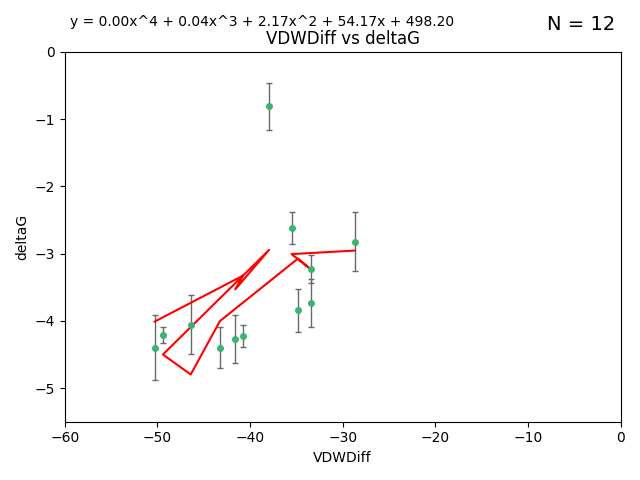 y = 0.00x^4 + 0.04x^3 + 2.17x^2 + 54.17x + 498.20
N = 12
VDWDiff vs deltaG
0
−1
−2
−3
−4
−5
deltaG
−60 −50 −40 −30 −20 −10 0
VDWDiff